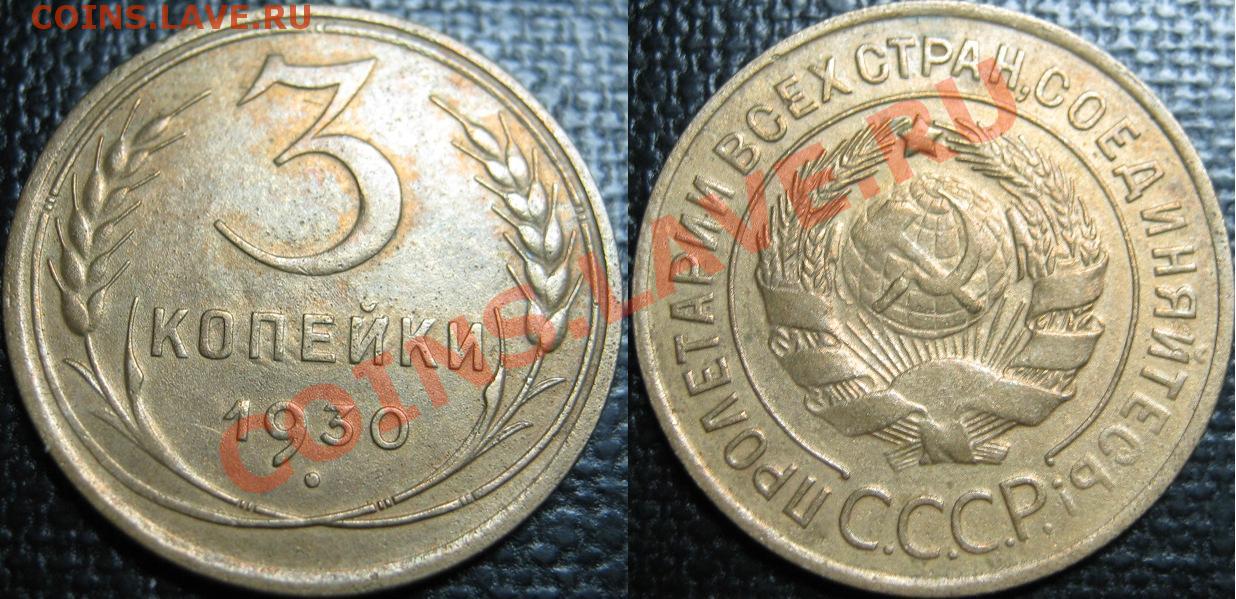 COINS.LAVE.RU
3
КОПЕЙКИ
1930
ПРОЛЕТАРИИ ВСЕХ СТРАН, СОЕДИНЯЙТЕСЬ!
С.С.С.Р.
COINS.LAVE.RU